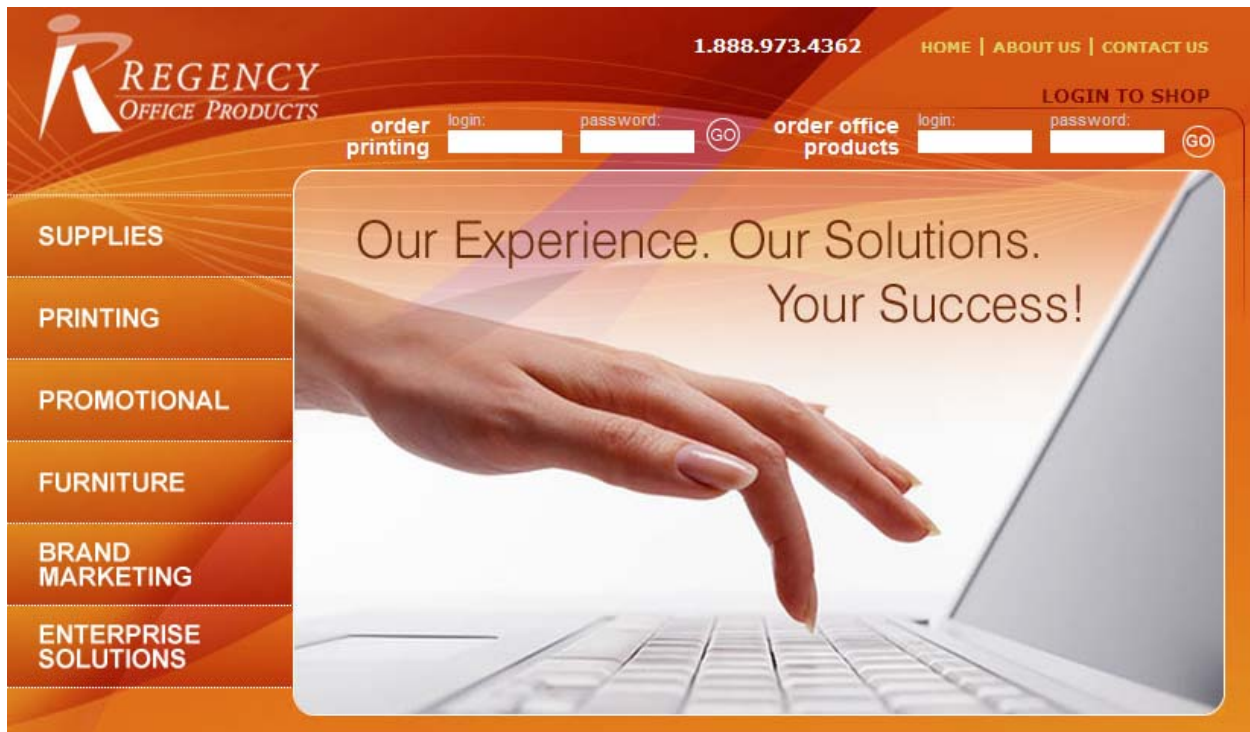 REGENCY
OFFICE PRODUCTS
1.888.973.4362
HOME | ABOUT US | CONTACT US
LOGIN TO SHOP
order printing
login:
password:
GO
order office products
login:
password:
GO
SUPPLIES
PRINTING
PROMOTIONAL
FURNITURE
BRAND
MARKETING
ENTERPRISE
SOLUTIONS
Our Experience. Our Solutions.
Your Success!